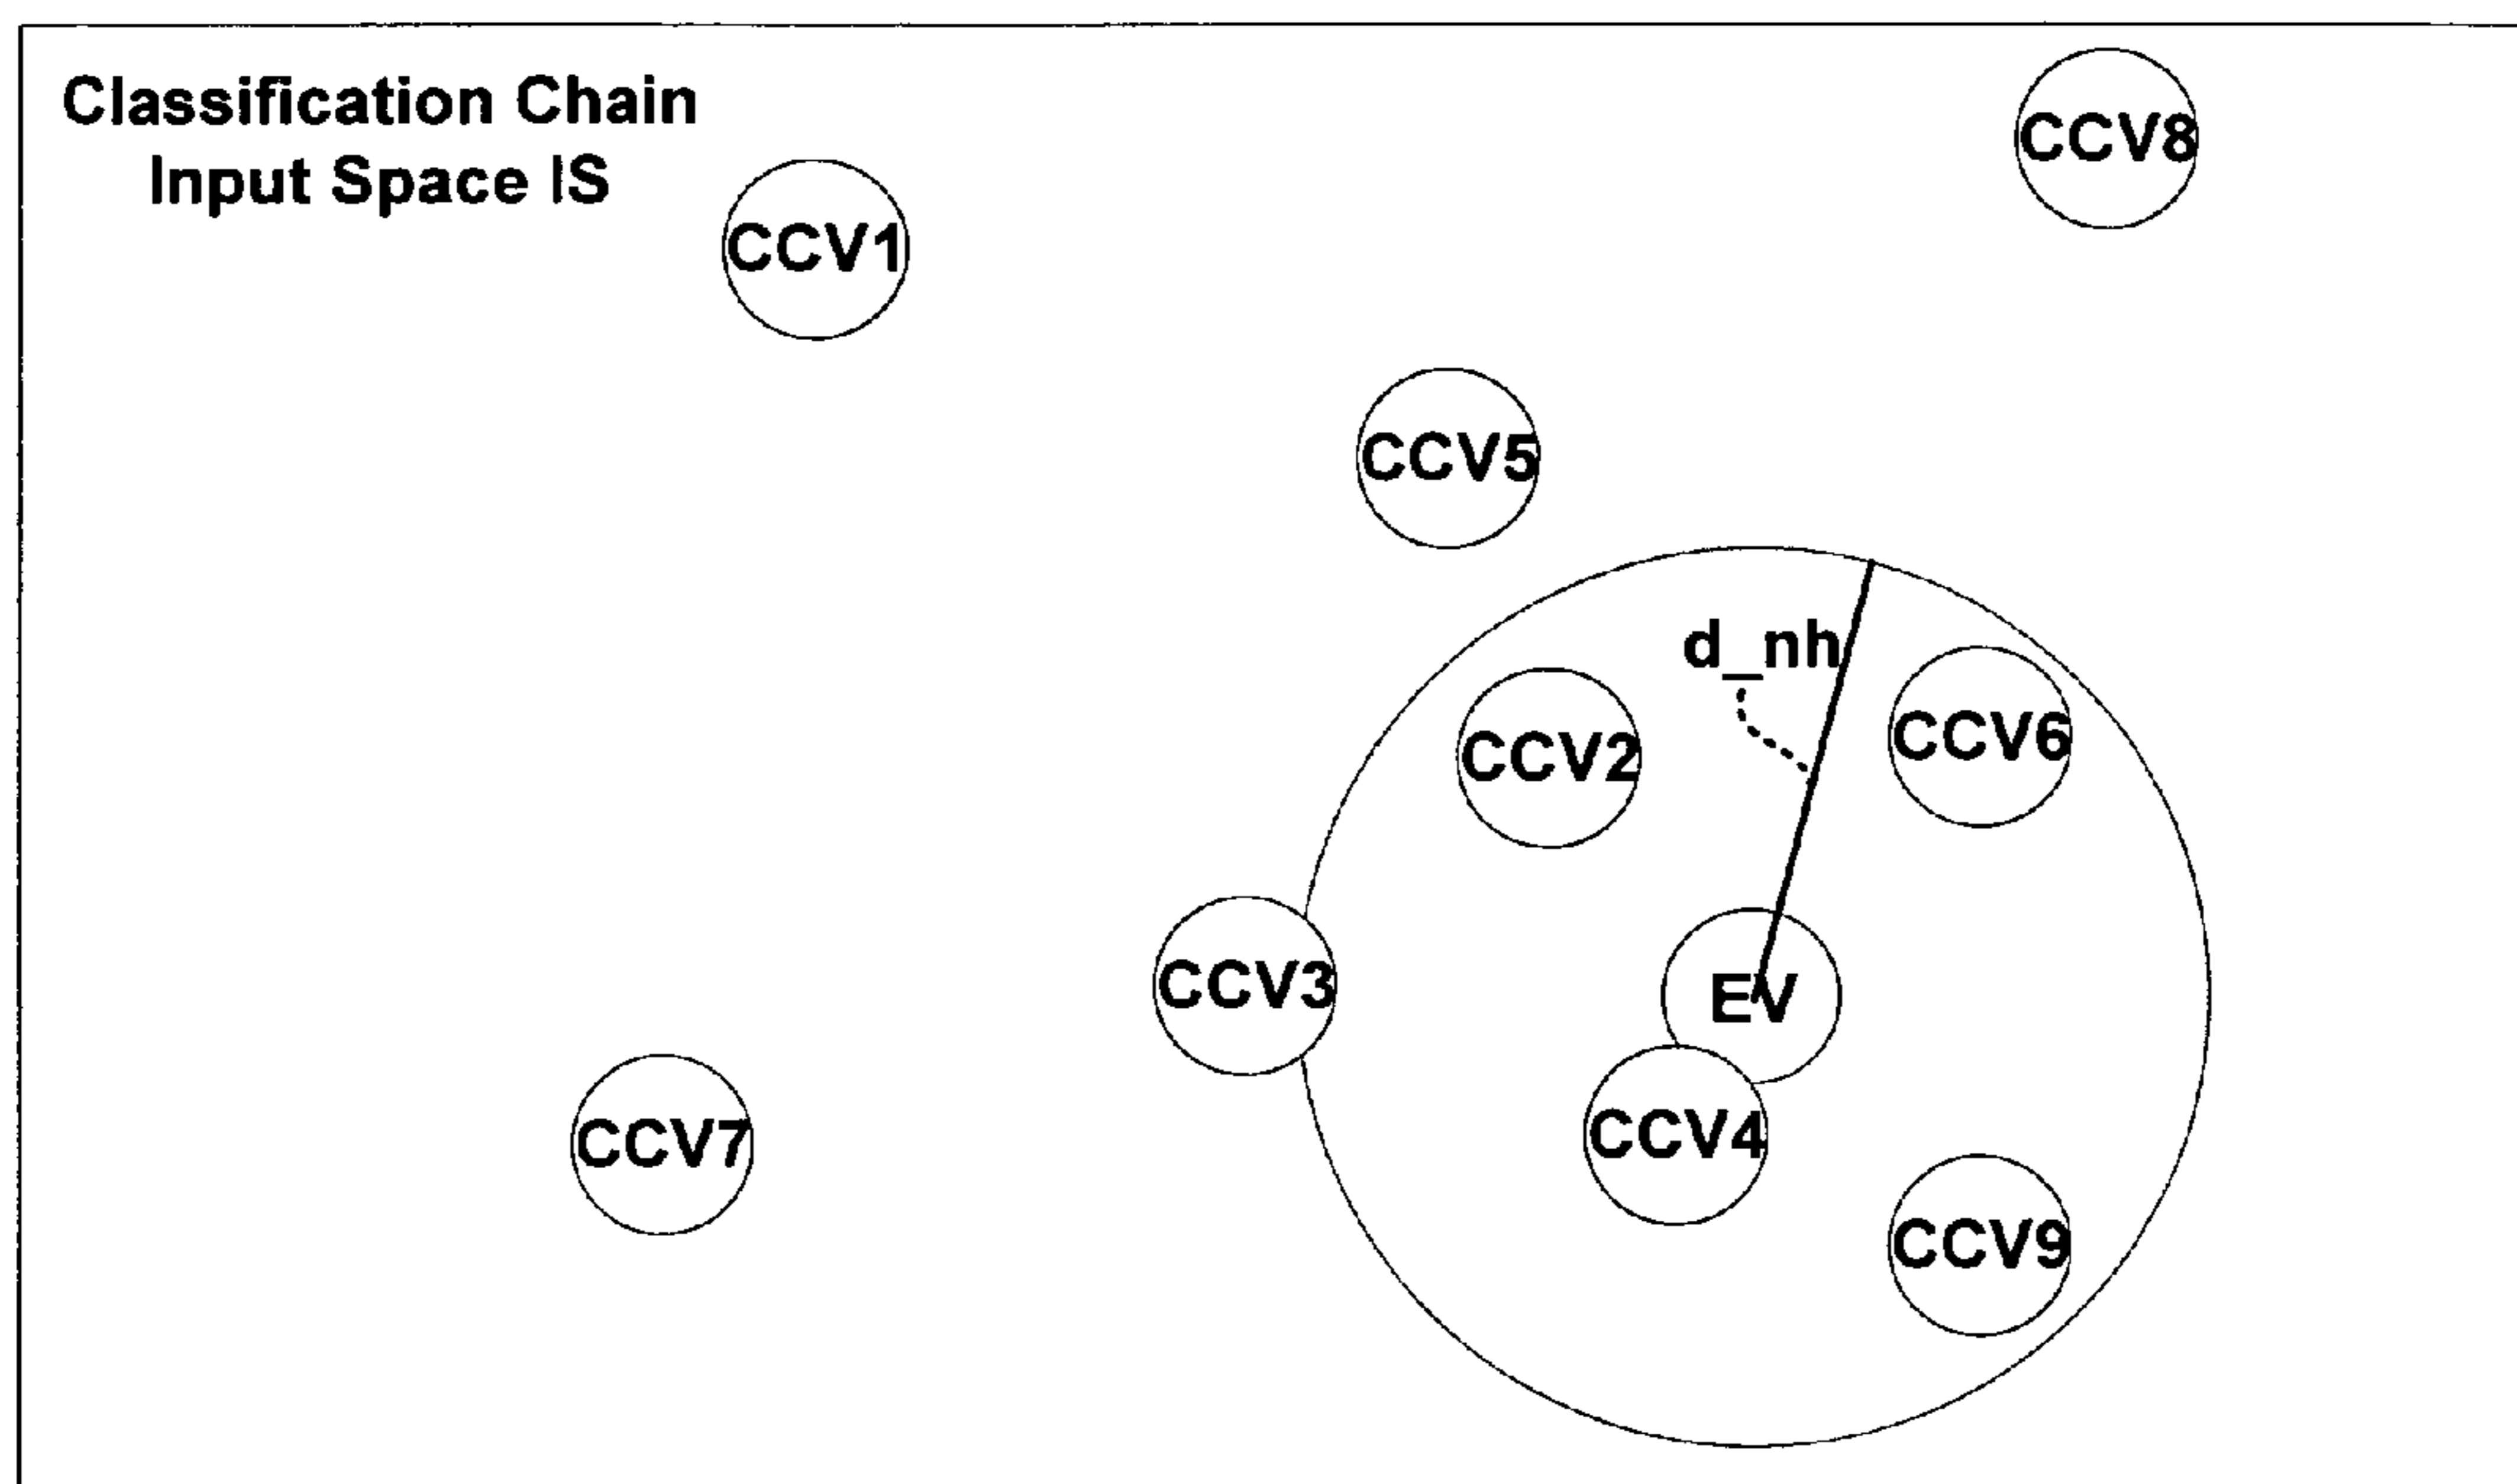 Classification Chain
Input Space IS
CCV8
CCV1
CCV5
d_nh
CCV6
CCV2
CCV3
EV
CCV4
CCV7
CCV9